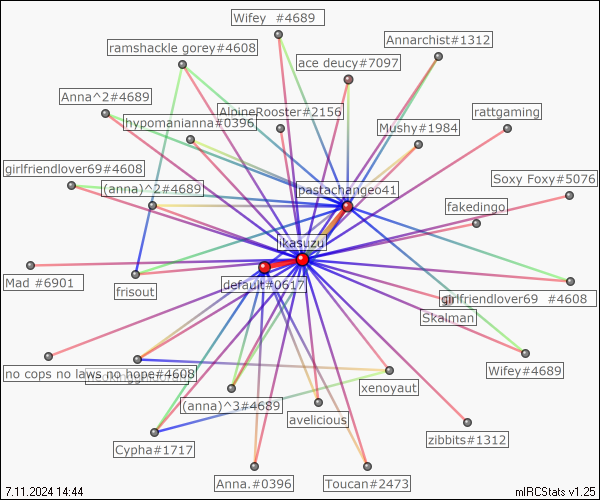 Wifey  #4689
Annarchist#1312
ramshackle gorey#4608
ace deucy#7097
Anna^2#4689
AlpineRooster#2156
rattgaming
hypomanianna#0396
Mushy#1984
girlfriendlover69#4608
Soxy Foxy#5076
(anna)^2#4689
pastachangeo41
fakedingo
ikasuzu
Mad #6901
default#0617
frisout
girlfriendlover69  #4608
Skalman
no cops no laws no hope#4608
Wifey#4689
xenoyaut
(anna)^3#4689
avelicious
Cypha#1717
zibbits#1312
Anna.#0396
Toucan#2473
7.11.2024 14:44
mIRCStats v1.25